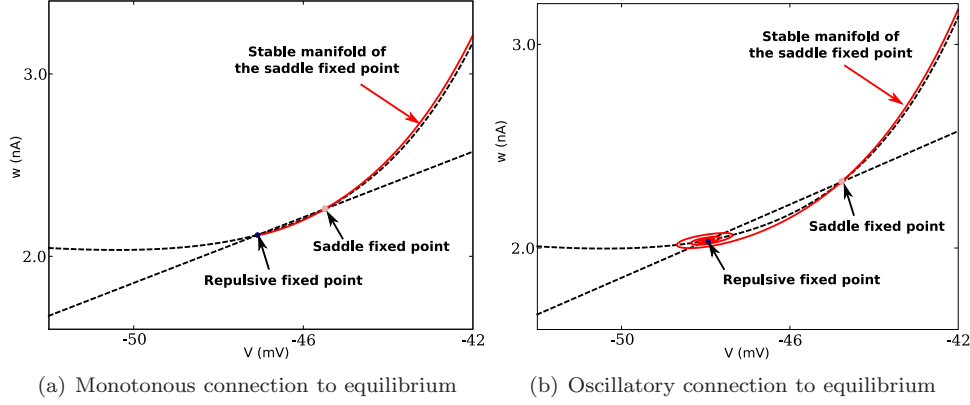 Stable manifold of
the saddle fixed point
3.0
w (nA)
2.0
Saddle fixed point
Repulsive fixed point
-50
-46
-42
V (mV)
(a) Monotonous connection to equilibrium
Stable manifold of
the saddle fixed point
3.0
w (nA)
2.0
Saddle fixed point
Repulsive fixed point
-50
-46
-42
V (mV)
(b) Oscillatory connection to equilibrium